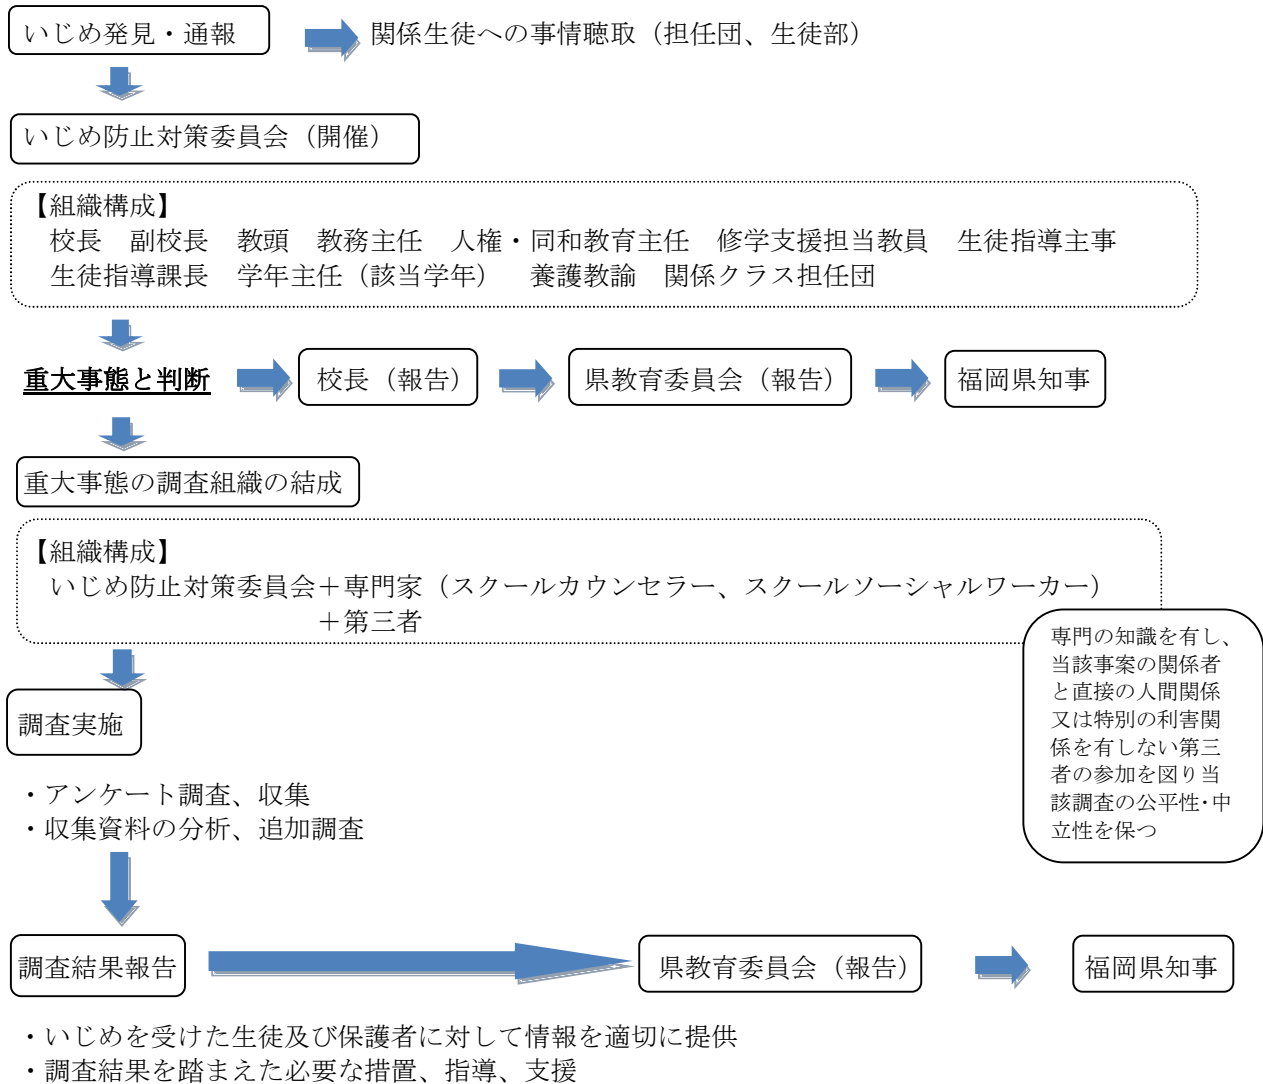 いじめ発見・通報
関係生徒への事情聴取（担任団、生徒部）
いじめ防止対策委員会（開催）
【組織構成】
校長　副校長　教頭　教務主任　人権・同和教育主任　修学支援担当教員　生徒指導主事
生徒指導課長　学年主任（該当学年）　養護教諭　関係クラス担任団
重大事態と判断
校長（報告）
県教育委員会（報告）
福岡県知事
重大事態の調査組織の結成
【組織構成】
いじめ防止対策委員会＋専門家（スクールカウンセラー、スクールソーシャルワーカー）
＋第三者
専門の知識を有し、
当該事案の関係者
と直接の人間関係
又は特別の利害関
係を有しない第三
者の参加を図り当
該調査の公平性･中
立性を保つ
調査実施
・アンケート調査、収集
・収集資料の分析、追加調査
調査結果報告
県教育委員会（報告）
福岡県知事
・いじめを受けた生徒及び保護者に対して情報を適切に提供
・調査結果を踏まえた必要な措置、指導、支援